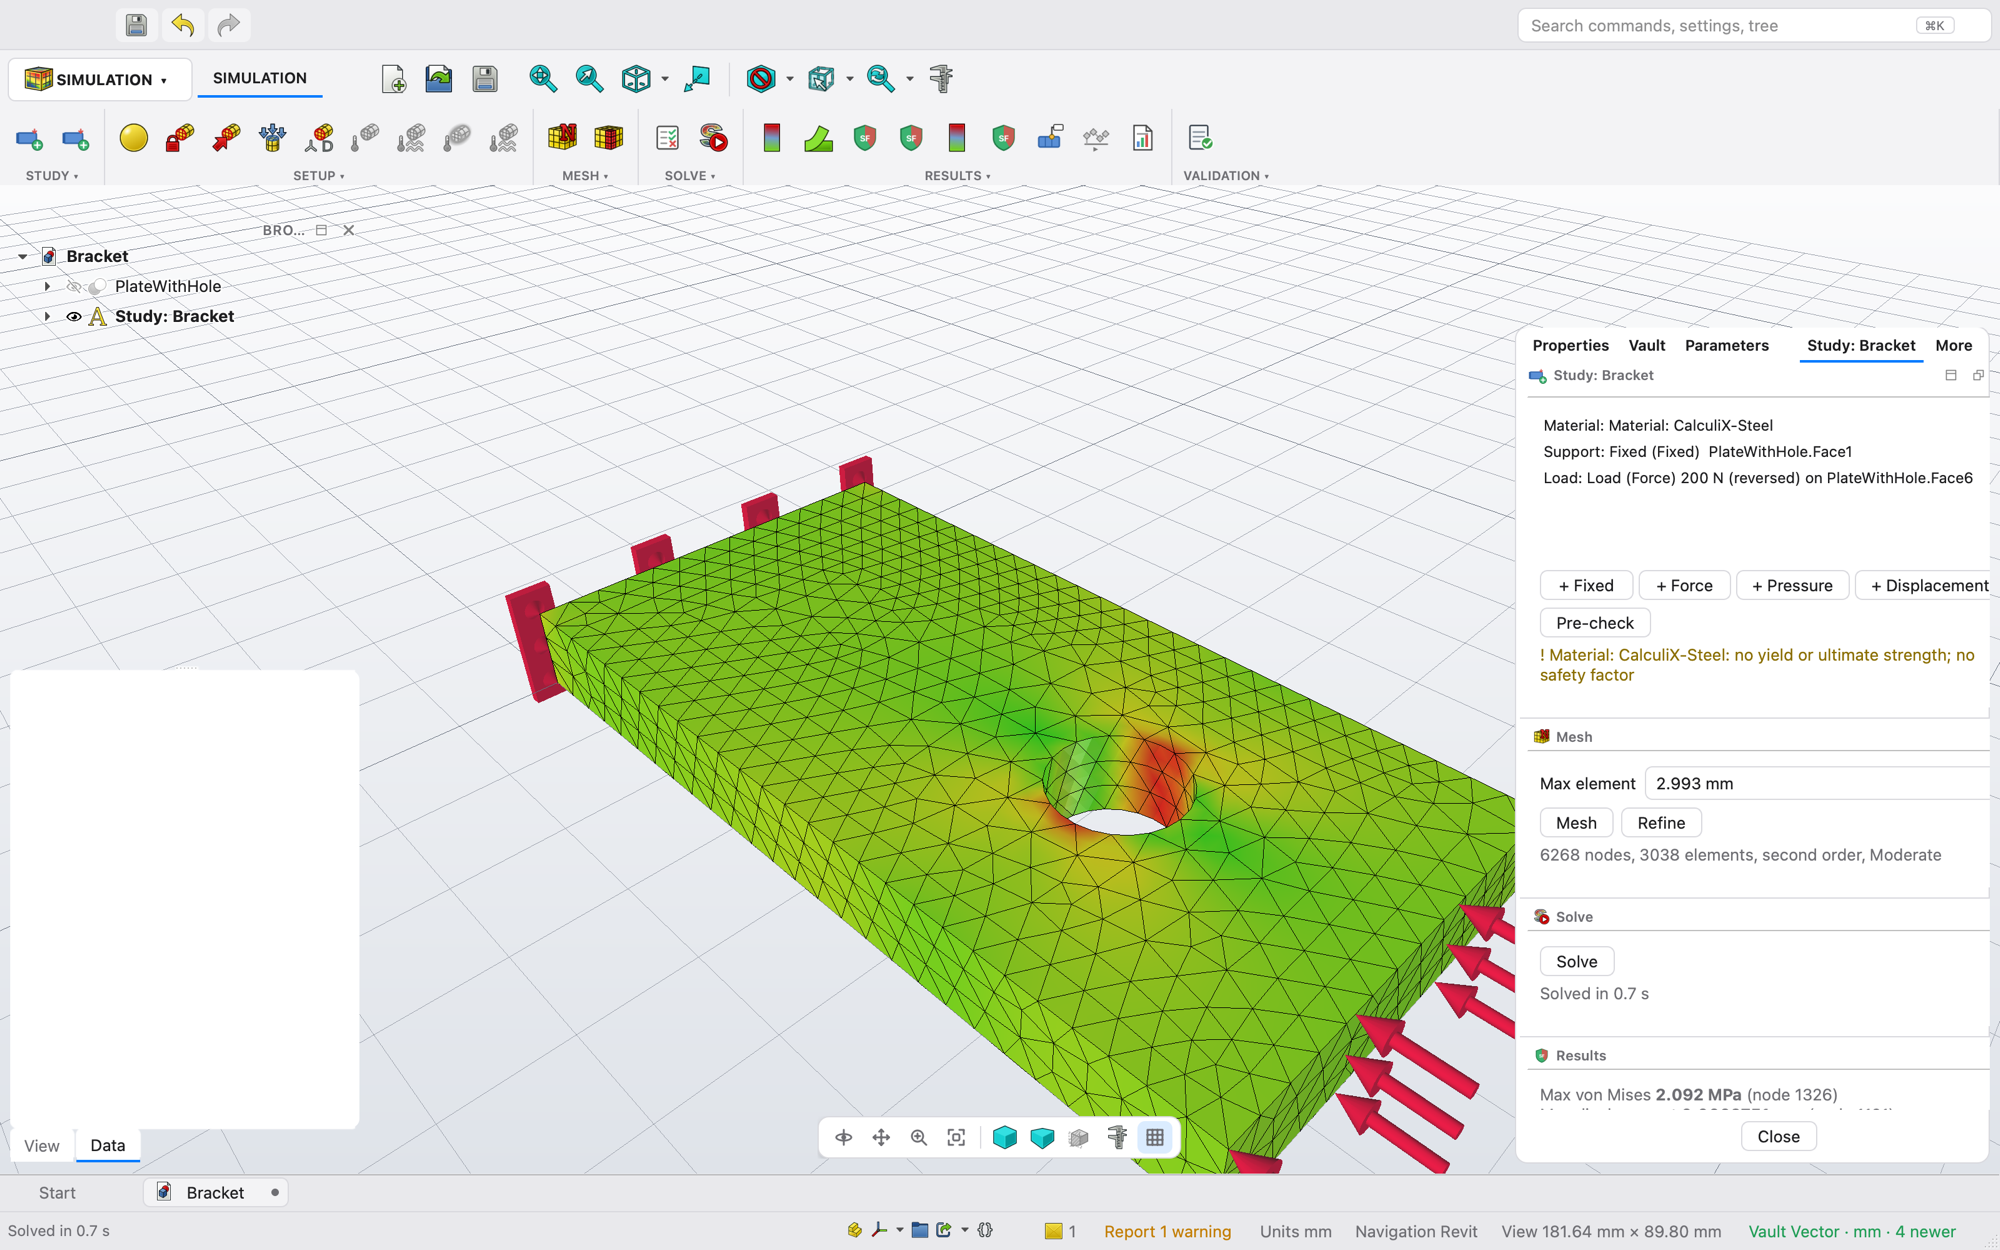 Search commands, settings, tree
⌘K
SIMULATION
SIMULATION
STUDY
SETUP
MESH
SOLVE
RESULTS
VALIDATION
BRO...
Bracket
PlateWithHole
Study: Bracket
Properties
Vault
Parameters
Study: Bracket
More
Study: Bracket
Material: Material: CalculiX-Steel
Support: Fixed (Fixed)  PlateWithHole.Face1
Load: Load (Force) 200 N (reversed) on PlateWithHole.Face6
+ Fixed
+ Force
+ Pressure
+ Displacement
Pre-check
! Material: CalculiX-Steel: no yield or ultimate strength; no
safety factor
Mesh
Max element
2.993 mm
Mesh
Refine
6268 nodes, 3038 elements, second order, Moderate
Solve
Solve
Solved in 0.7 s
Results
Max von Mises 2.092 MPa (node 1326)
Close
View
Data
Start
Bracket
Solved in 0.7 s
1
Report 1 warning
Units mm
Navigation Revit
View 181.64 mm × 89.80 mm
Vault Vector · mm · 4 newer